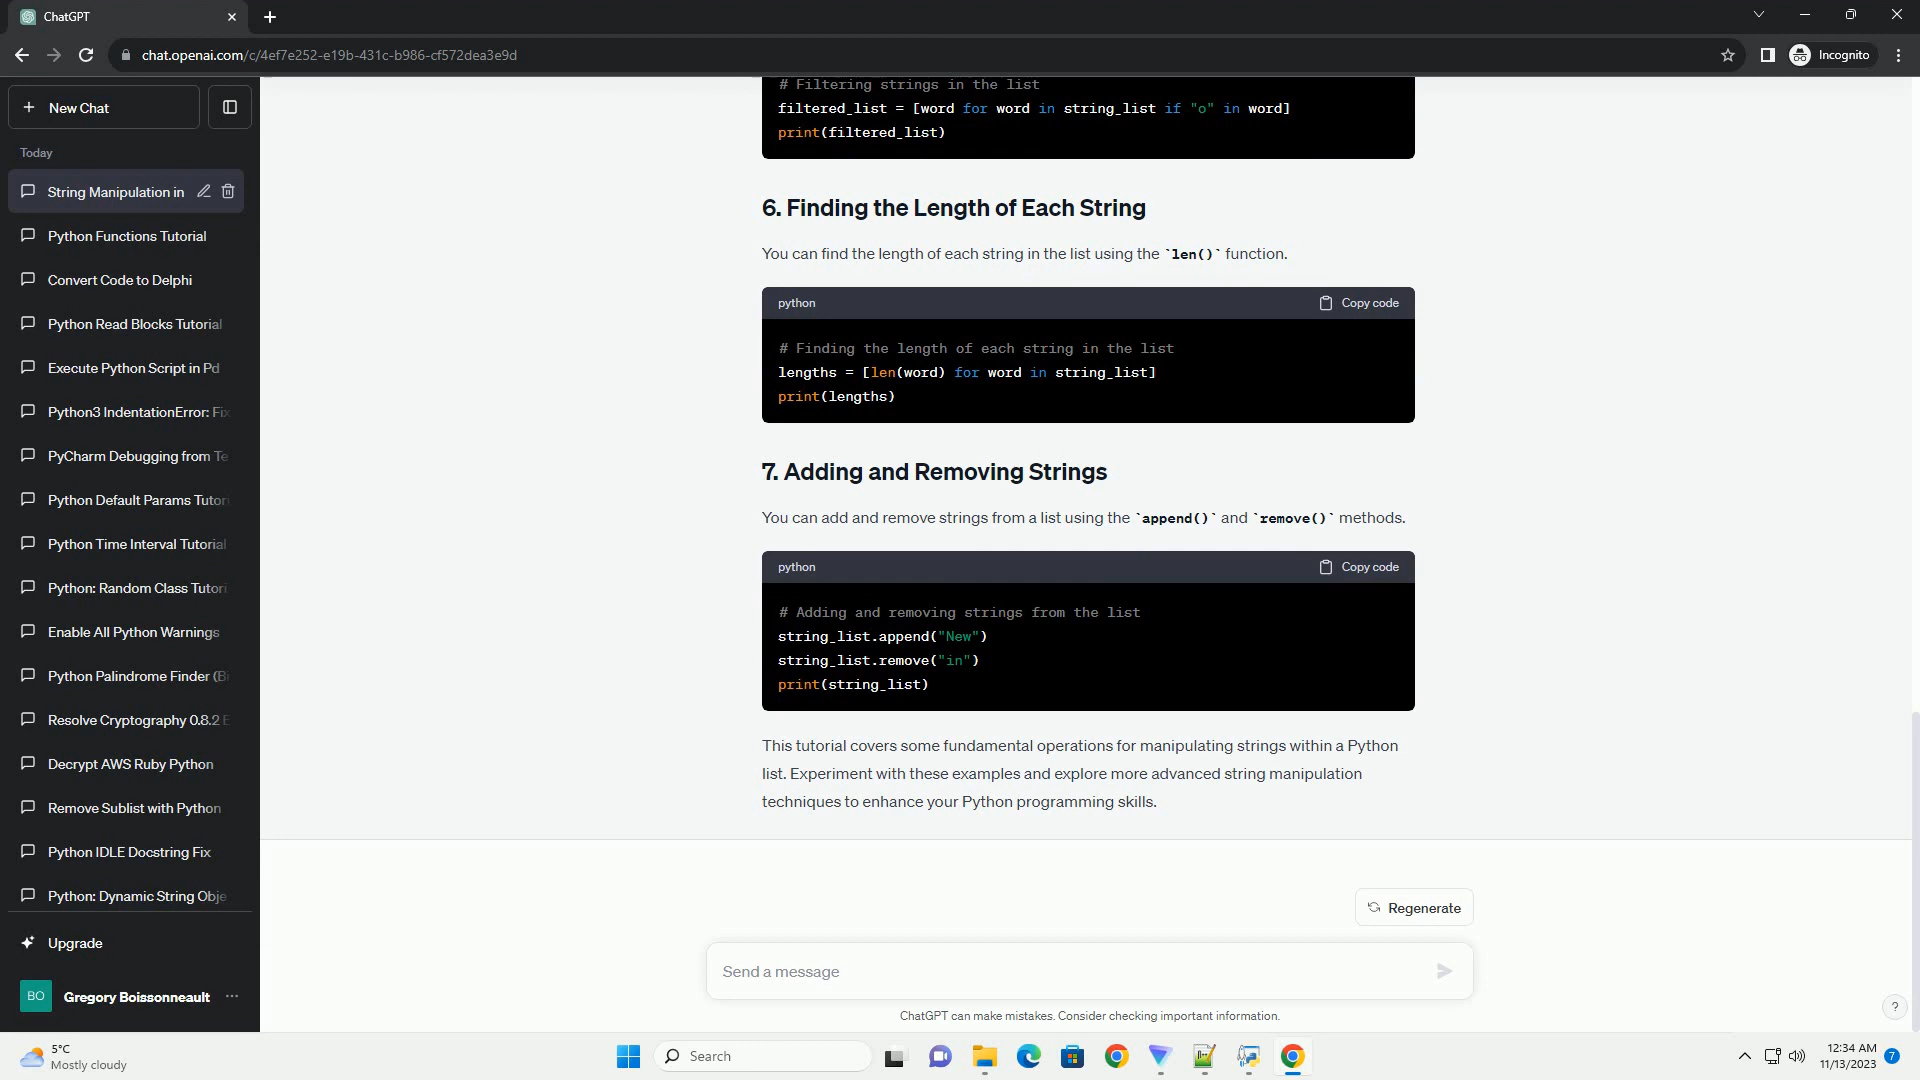 ChatGPT
chat.openai.com/c/4ef7e252-e19b-431c-b986-cf572dea3e9d
Incognito
New Chat
Today
String Manipulation in
Python Functions Tutorial
Convert Code to Delphi
Python Read Blocks Tutorial
Execute Python Script in Pd
Python3 IndentationError: Fix
PyCharm Debugging from Te
Python Default Params Tutori
Python Time Interval Tutorial
Python: Random Class Tutori
Enable All Python Warnings
Python Palindrome Finder (Bi
Resolve Cryptography 0.8.2 E
Decrypt AWS Ruby Python
Remove Sublist with Python
Python IDLE Docstring Fix
Python: Dynamic String Obje
Upgrade
BO
Gregory Boissonneault
# Filtering strings in the list
filtered_list = [word for word in string_list if "o" in word]
print(filtered_list)
6. Finding the Length of Each String
You can find the length of each string in the list using the `len()` function.
python
Copy code
# Finding the length of each string in the list
lengths = [len(word) for word in string_list]
print(lengths)
7. Adding and Removing Strings
You can add and remove strings from a list using the `append()` and `remove()` methods.
python
Copy code
# Adding and removing strings from the list
string_list.append("New")
string_list.remove("in")
print(string_list)
This tutorial covers some fundamental operations for manipulating strings within a Python
list. Experiment with these examples and explore more advanced string manipulation
techniques to enhance your Python programming skills.
Regenerate
Send a message
ChatGPT can make mistakes. Consider checking important information.
?
5°C
Mostly cloudy
Search
12:34 AM
11/13/2023
7